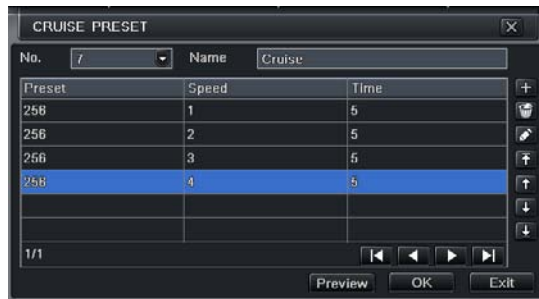 CRUISE PRESET
No. 7 Name Cruise
Preset Speed Time
256 1 5
256 2 5
256 3 5
256 4 5
1/1
Preview OK Exit